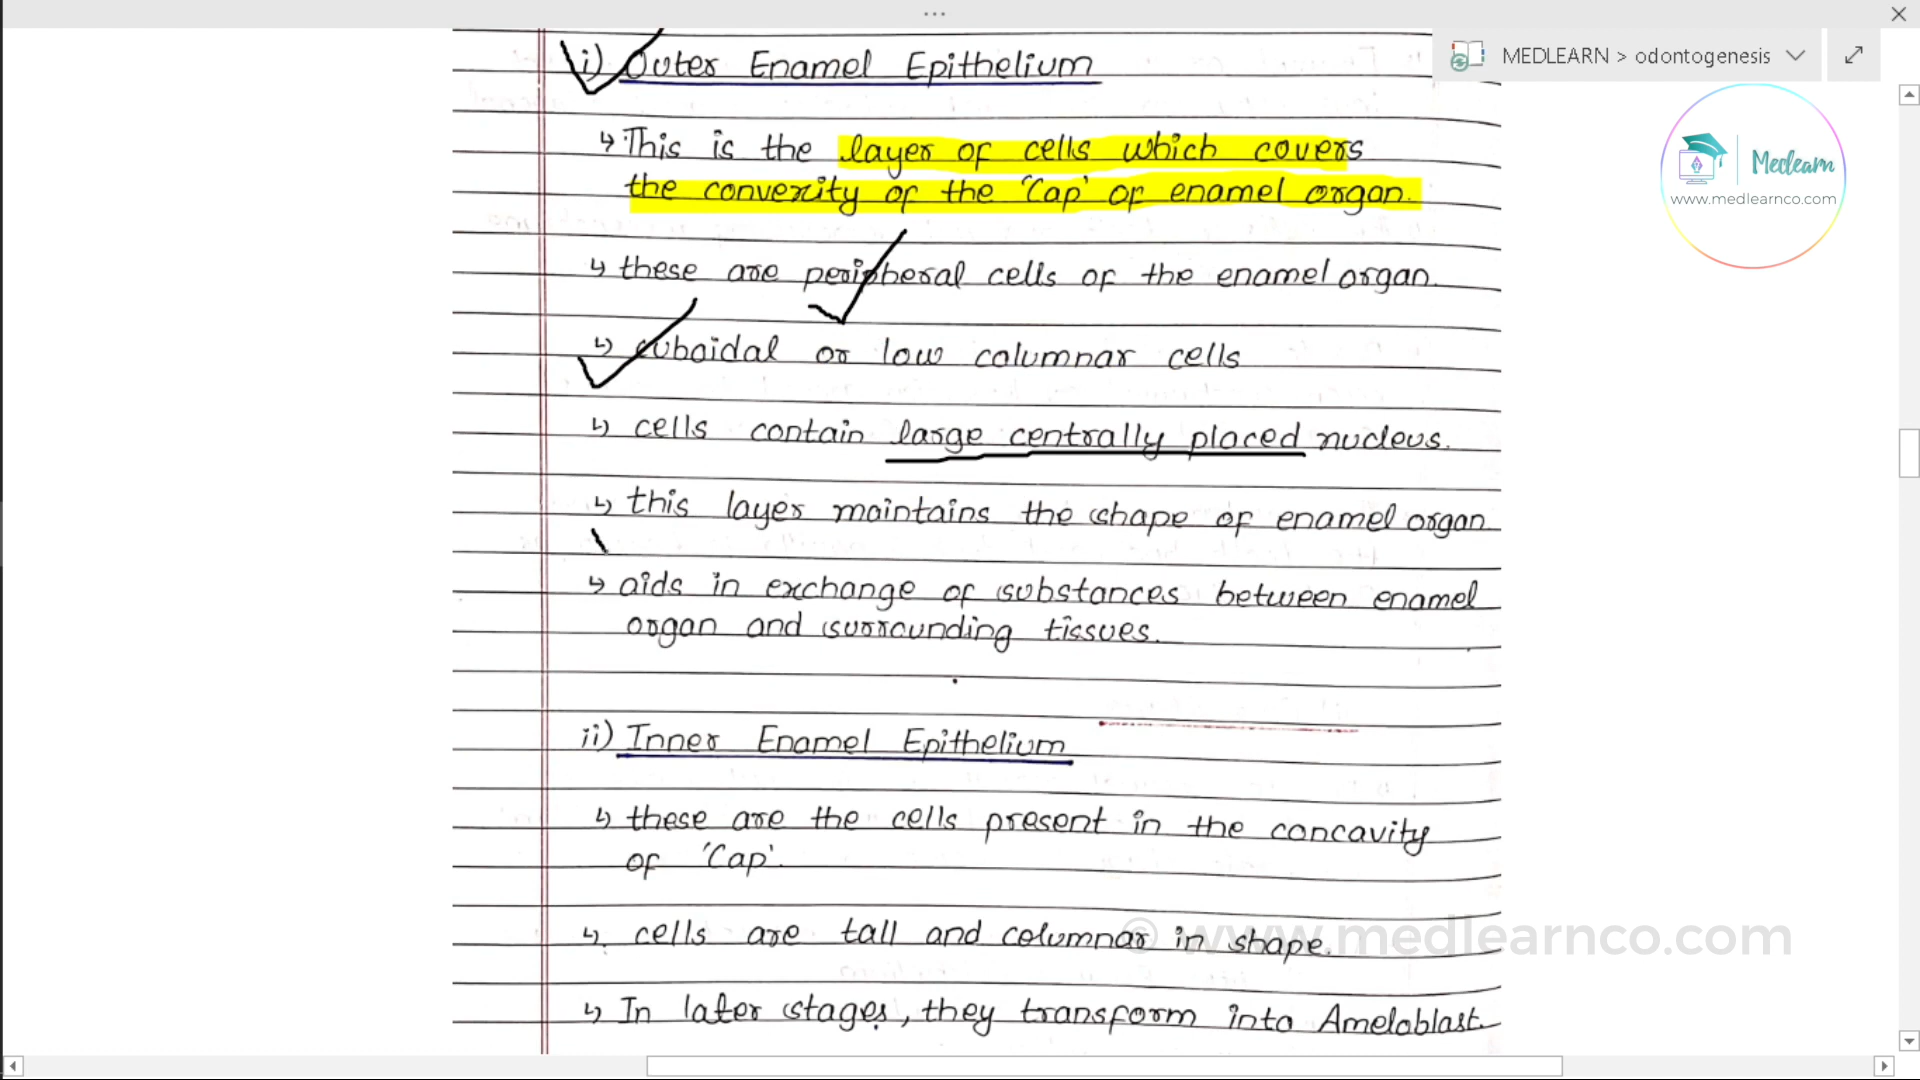 ...
MEDLEARN > odontogenesis
Medlearn
www.medlearnco.com
i) Outer Enamel Epithelium
↳ This is the layer of cells which covers
the convexity of the 'Cap' of enamel organ.
↳ these are peripheral cells of the enamel organ.
↳ cuboidal or low columnar cells
↳ cells contain large centrally placed nucleus.
↳ this layer maintains the shape of enamel organ
↳ aids in exchange of substances between enamel
organ and surrounding tissues.
ii) Inner Enamel Epithelium
↳ these are the cells present in the concavity
of 'Cap'.
↳ cells are tall and columnar in shape.
© www.medlearnco.com
↳ In later stages, they transform into Ameloblast.